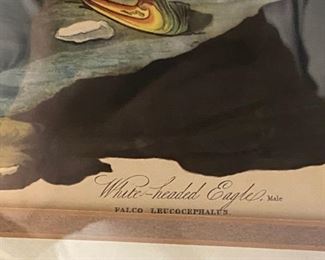 White-headed Eagle, Male
FALCO LEUCOCEPHALUS